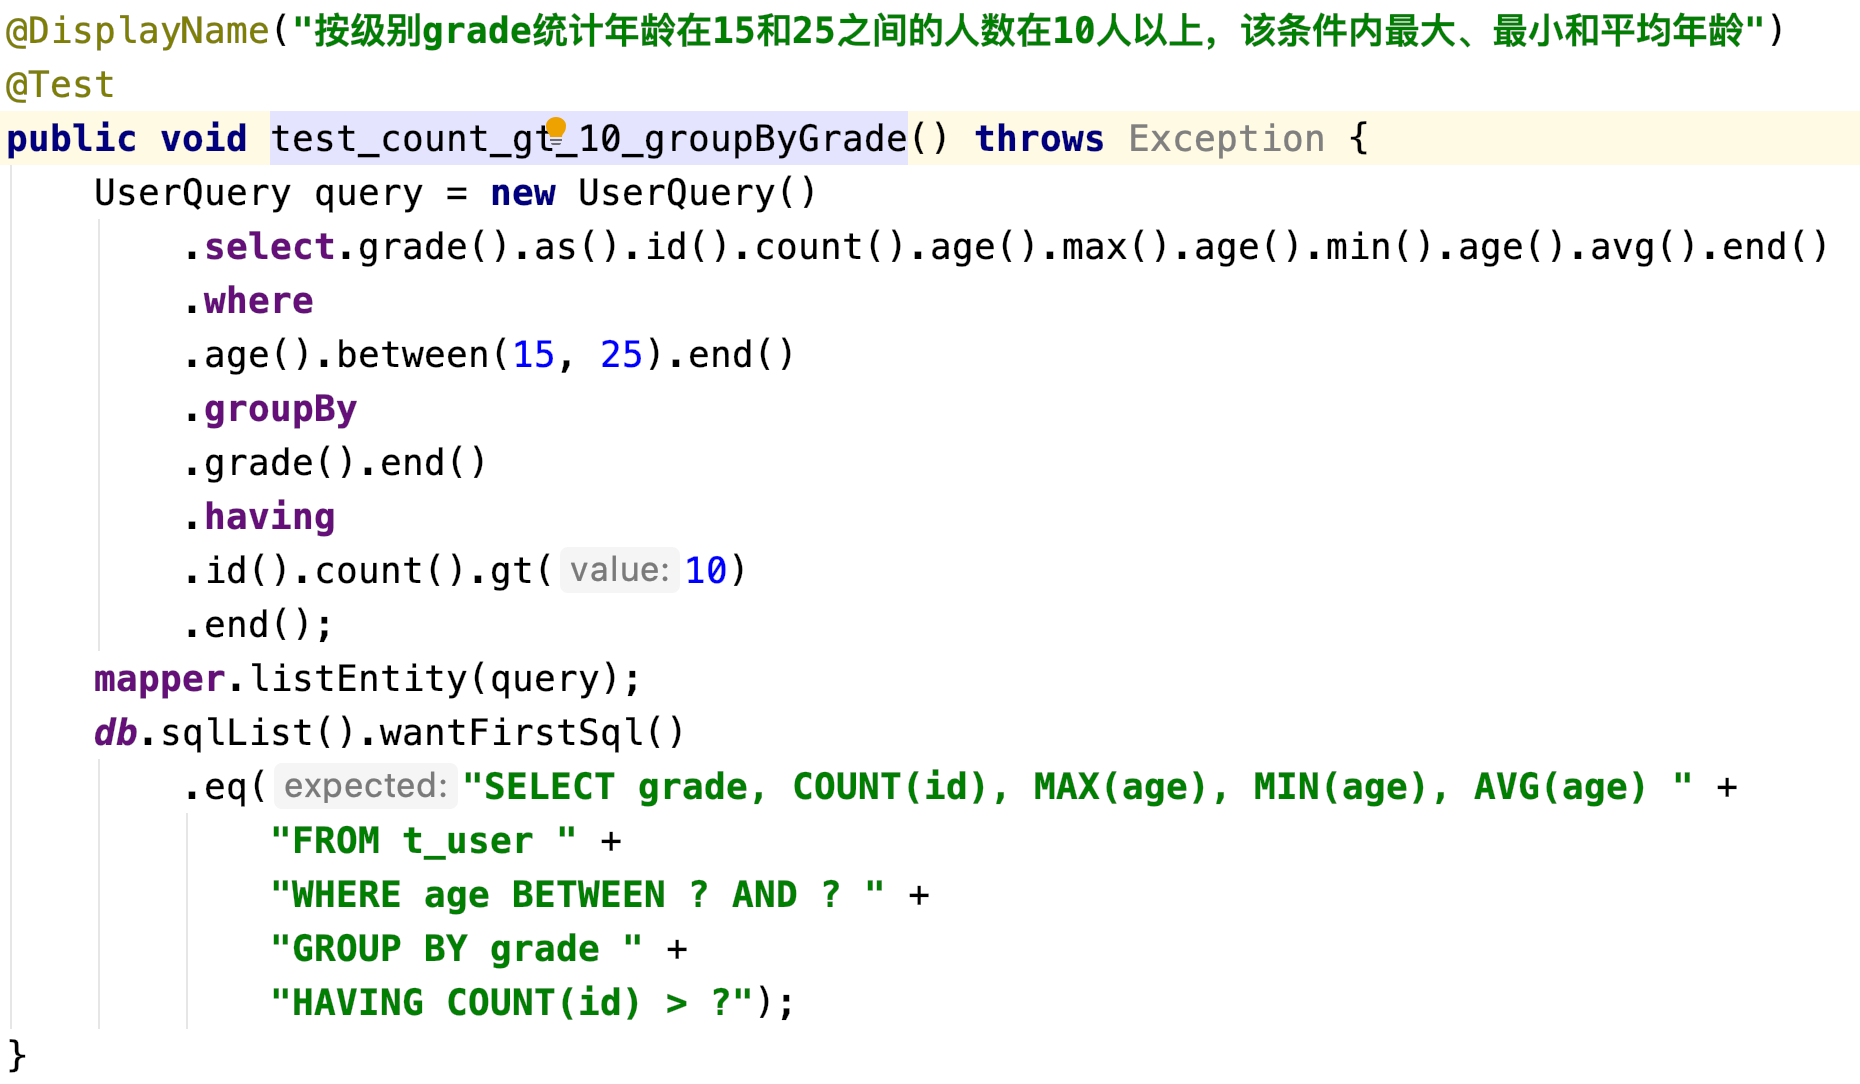 @DisplayName("按级别grade统计年龄在15和25之间的人数在10人以上，该条件内最大、最小和平均年龄")
@Test
public void test_count_gt_10_groupByGrade() throws Exception {
    UserQuery query = new UserQuery()
        .select.grade().as().id().count().age().max().age().min().age().avg().end()
        .where
        .age().between(15, 25).end()
        .groupBy
        .grade().end()
        .having
        .id().count().gt( value: 10)
        .end();
    mapper.listEntity(query);
    db.sqlList().wantFirstSql()
        .eq( expected: "SELECT grade, COUNT(id), MAX(age), MIN(age), AVG(age) " +
            "FROM t_user " +
            "WHERE age BETWEEN ? AND ? " +
            "GROUP BY grade " +
            "HAVING COUNT(id) > ?");
}